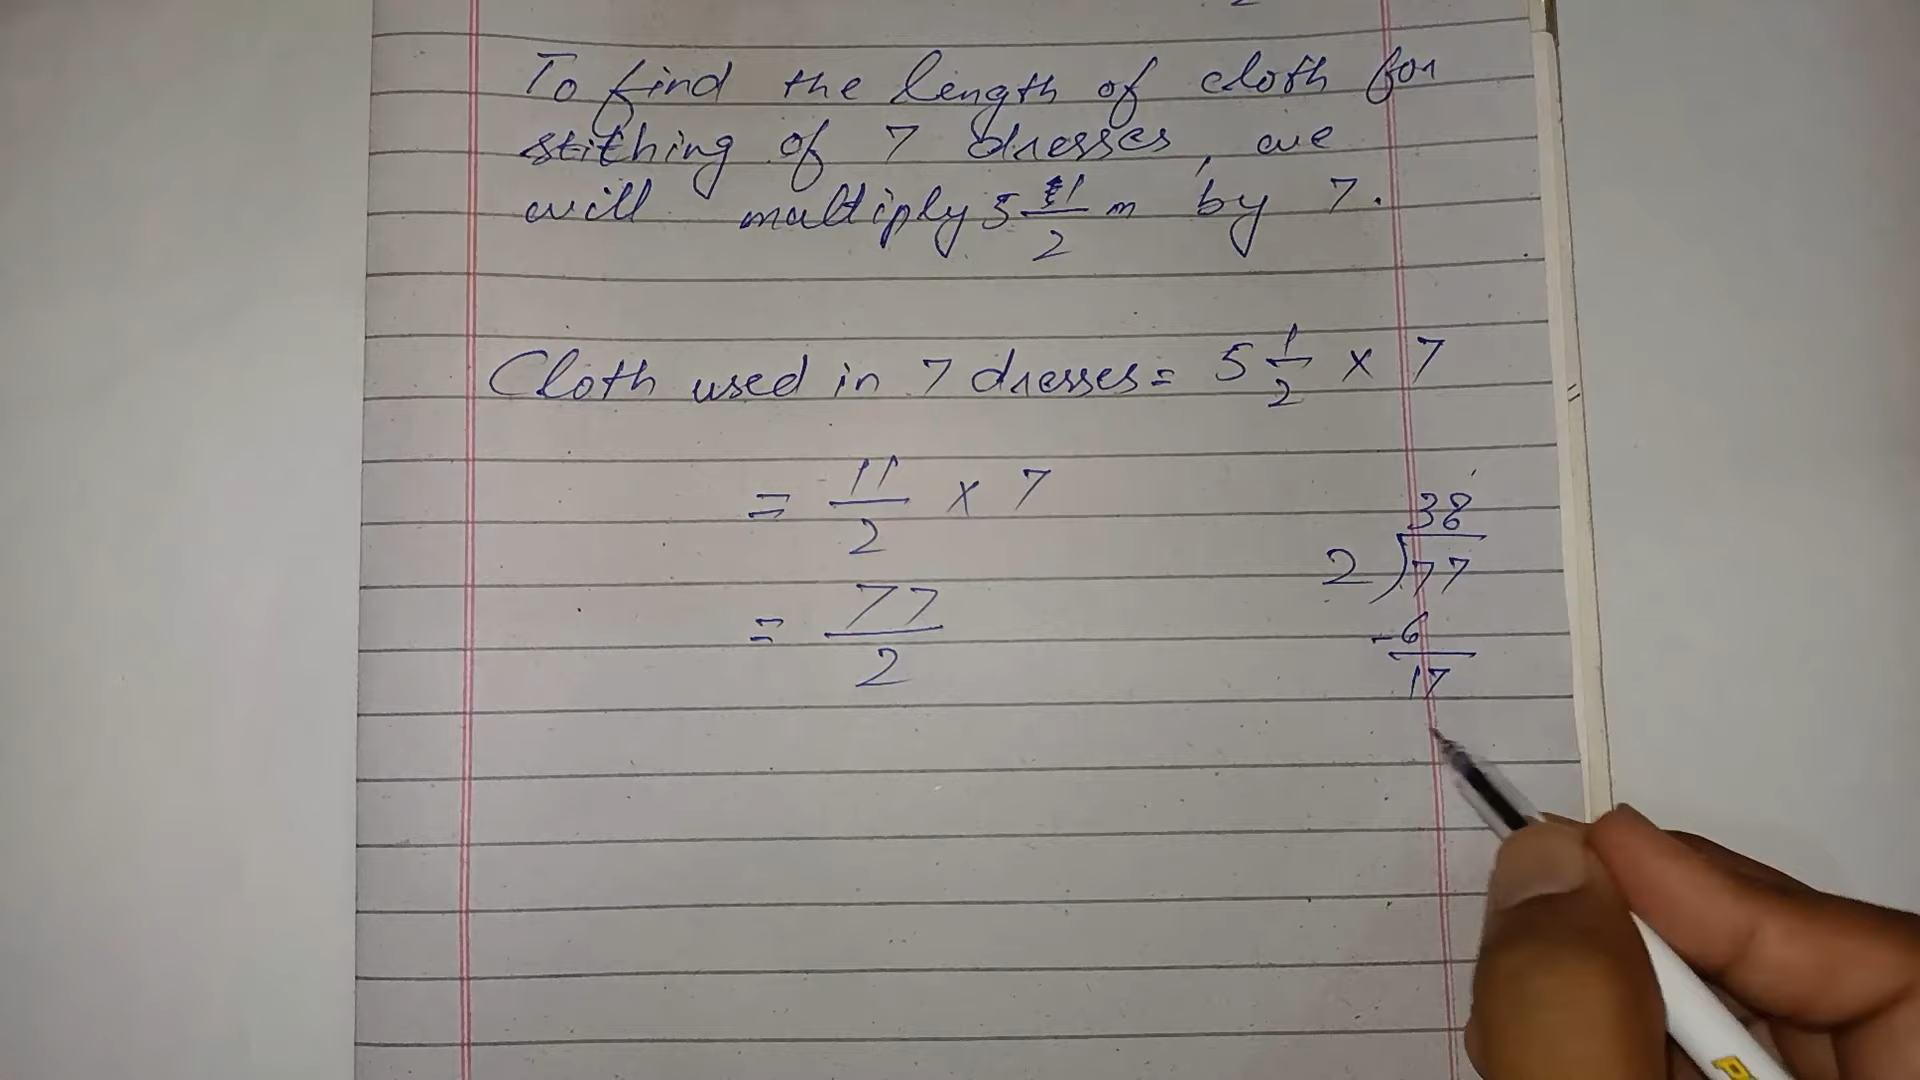 To find the length of cloth for
stithing of 7 dresses, we
will multiply 5 1/2 m by 7.
Cloth used in 7 dresses = 5 1/2 × 7
= 11/2 × 7
= 77/2
38
2)77
-6
17